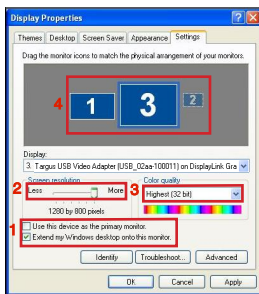 Display Properties
Themes Desktop Screen Saver Appearance Settings
Drag the monitor icons to match the physical arrangement of your monitors.
4 1 3 2
Display:
3. Targus USB Video Adapter (USB_02aa-100011) on DisplayLink Gra
Screen resolution Color quality
2 Less More 3 Highest (32 bit)
1280 by 800 pixels
1 Use this device as the primary monitor.
Extend my Windows desktop onto this monitor.
Identify Troubleshoot... Advanced
OK Cancel Apply